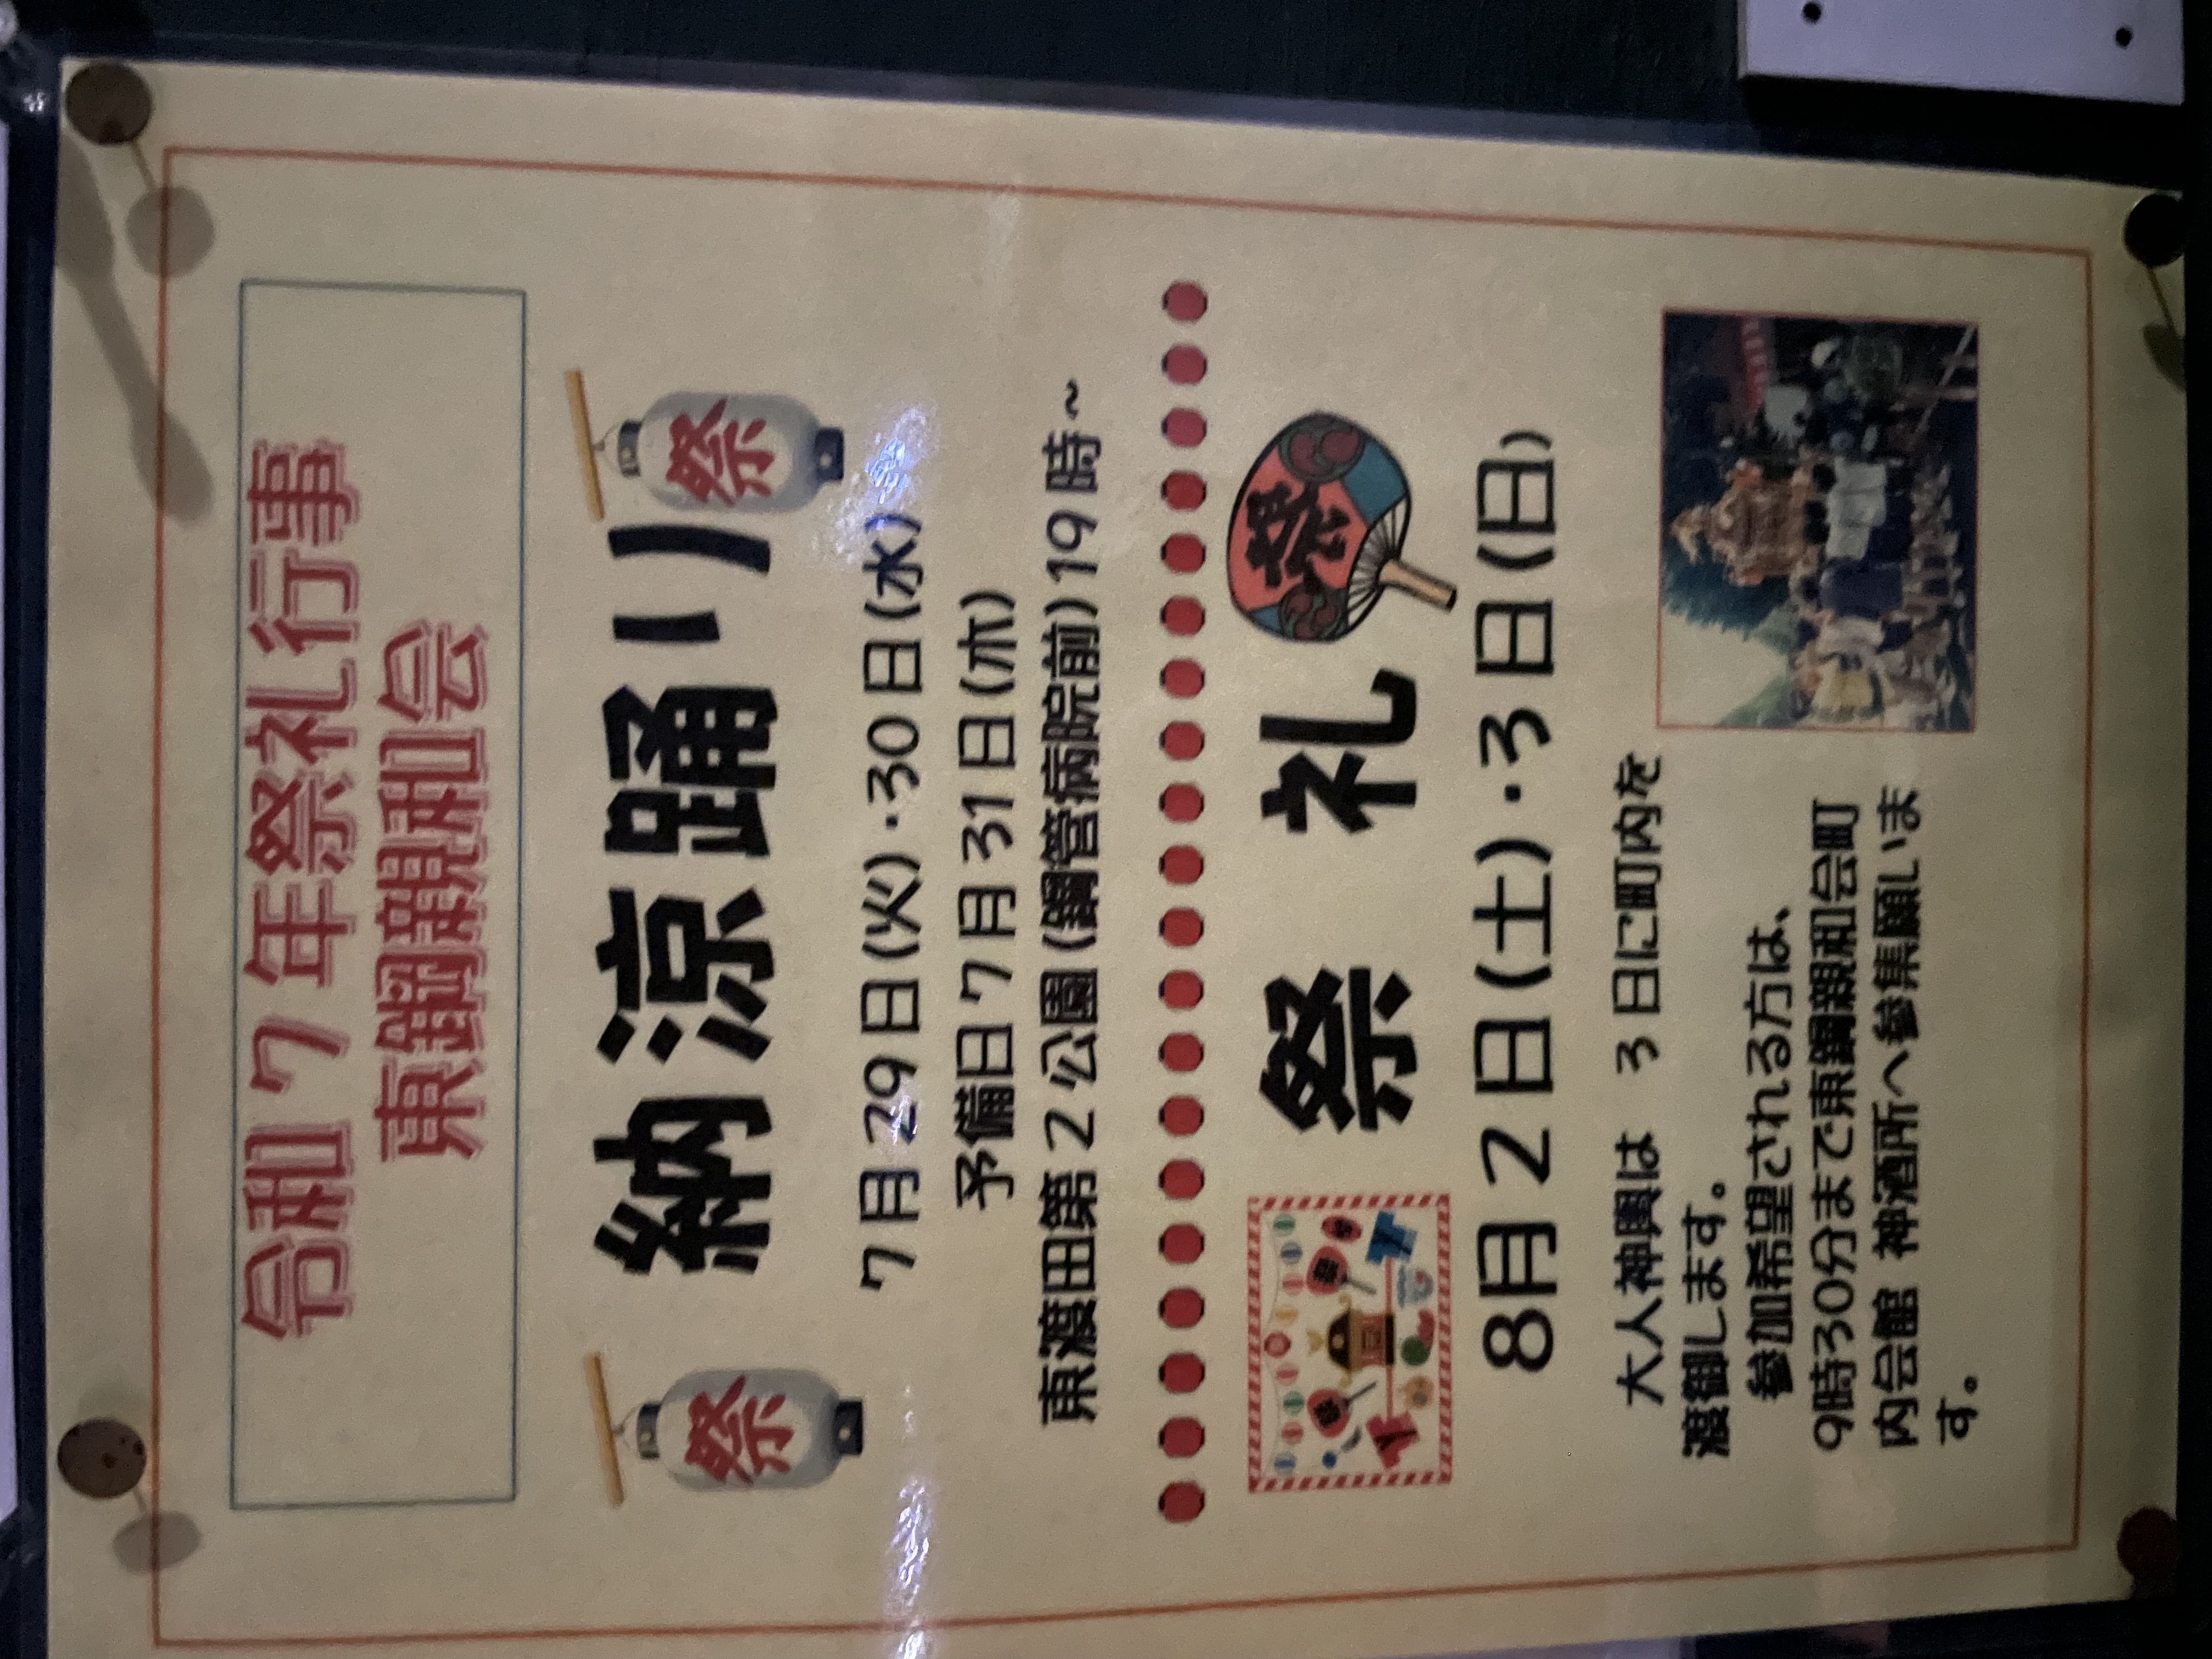 令和7年祭礼行事
東鋼親和会
納涼踊り
祭
祭
7月29日(火)・30日(水)
予備日7月31日(木)
東渡田第2公園(鋼管病院前)19時~
祭 礼
祭
8月2日(土)・3日(日)
大人神輿は 3日に町内を
渡御します。
参加希望される方は、
9時30分まで東鋼親和会町
内会館 神酒所へ参集願いま
す。